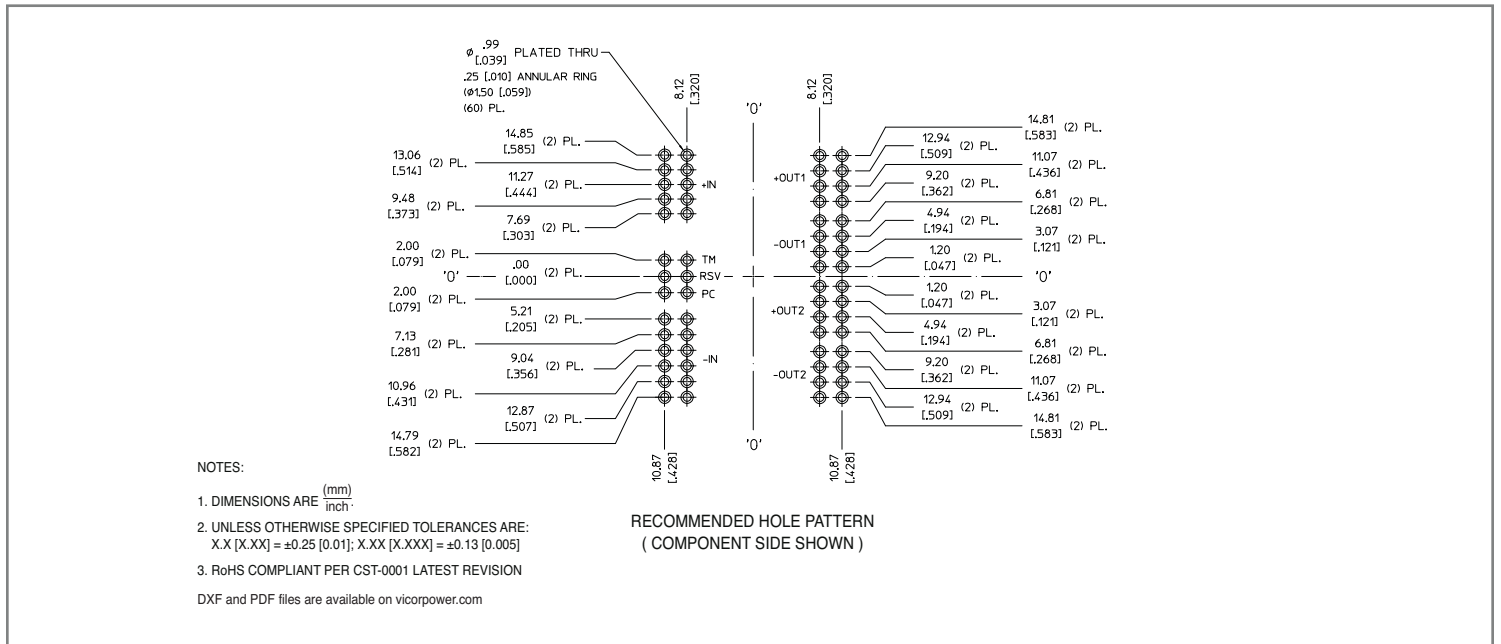 ø .99 PLATED THRU
[.039]
.25 [.010] ANNULAR RING
(ø1.50 [.059])
(60) PL.
8.12
[.320]
'0'
8.12
[.320]
14.85
[.585] (2) PL.
13.06
[.514] (2) PL.
11.27
[.444] (2) PL.
9.48
[.373] (2) PL.
7.69
[.303] (2) PL.
2.00
[.079] (2) PL.
'0'
.00
[.000] (2) PL.
2.00
[.079] (2) PL.
5.21
[.205] (2) PL.
7.13
[.281] (2) PL.
9.04
[.356] (2) PL.
10.96
[.431] (2) PL.
12.87
[.507] (2) PL.
14.79
[.582] (2) PL.
+IN
TM
RSV
PC
-IN
+OUT1
-OUT1
+OUT2
-OUT2
14.81
[.583] (2) PL.
12.94
[.509] (2) PL.
11.07
[.436] (2) PL.
9.20
[.362] (2) PL.
6.81
[.268] (2) PL.
4.94
[.194] (2) PL.
3.07
[.121] (2) PL.
1.20
[.047] (2) PL.
'0'
1.20
[.047] (2) PL.
3.07
[.121] (2) PL.
4.94
[.194] (2) PL.
6.81
[.268] (2) PL.
9.20
[.362] (2) PL.
11.07
[.436] (2) PL.
12.94
[.509] (2) PL.
14.81
[.583] (2) PL.
10.87
[.428]
'0'
10.87
[.428]
NOTES:
1. DIMENSIONS ARE (mm)
inch.
2. UNLESS OTHERWISE SPECIFIED TOLERANCES ARE:
X.X [X.XX] = ±0.25 [0.01]; X.XX [X.XXX] = ±0.13 [0.005]
3. RoHS COMPLIANT PER CST-0001 LATEST REVISION
DXF and PDF files are available on vicorpower.com
RECOMMENDED HOLE PATTERN
( COMPONENT SIDE SHOWN )